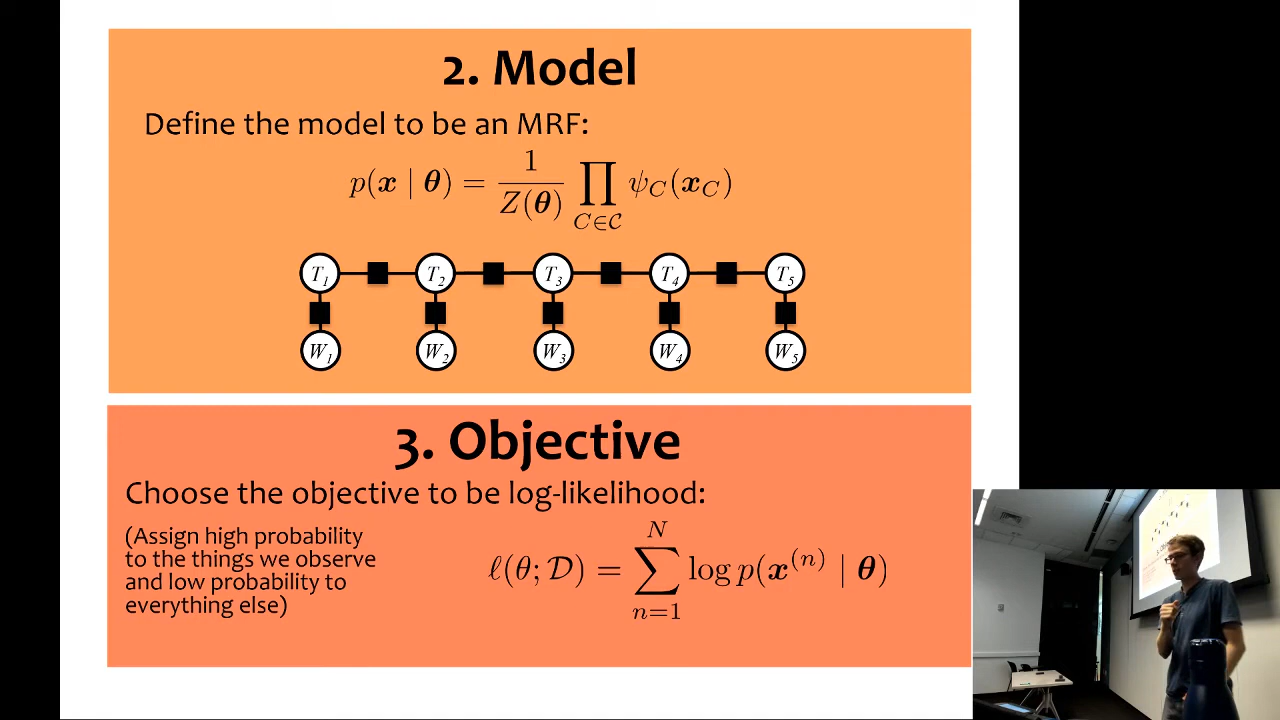 2. Model
Define the model to be an MRF:
p(x | θ) = 1/Z(θ) ∏_{C∈𝒞} ψ_C(x_C)
T₁ T₂ T₃ T₄ T₅
W₁ W₂ W₃ W₄ W₅
3. Objective
Choose the objective to be log-likelihood:
(Assign high probability
to the things we observe
and low probability to
everything else)
ℓ(θ; 𝒟) = ∑_{n=1}^{N} log p(x^{(n)} | θ)